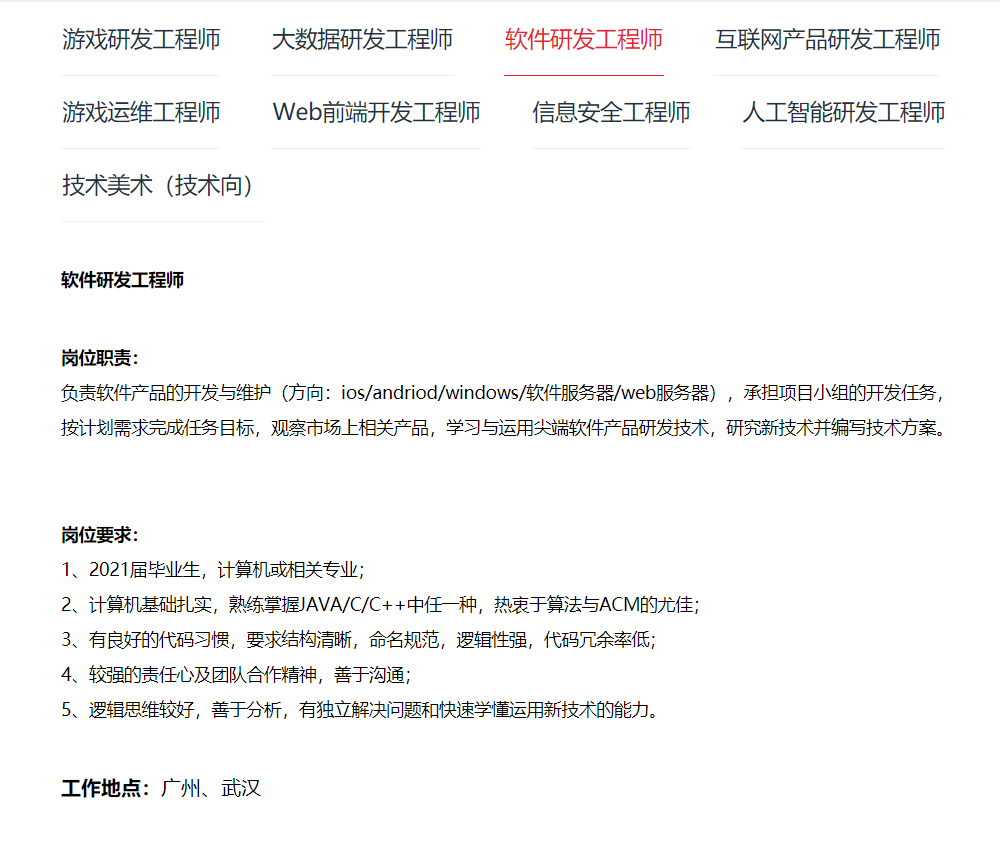 游戏研发工程师 大数据研发工程师 软件研发工程师 互联网产品研发工程师
游戏运维工程师 Web前端开发工程师 信息安全工程师 人工智能研发工程师
技术美术（技术向）
软件研发工程师
岗位职责：
负责软件产品的开发与维护（方向：ios/andriod/windows/软件服务器/web服务器），承担项目小组的开发任务，
按计划需求完成任务目标，观察市场上相关产品，学习与运用尖端软件产品研发技术，研究新技术并编写技术方案。
岗位要求：
1、2021届毕业生，计算机或相关专业；
2、计算机基础扎实，熟练掌握JAVA/C/C++中任一种，热衷于算法与ACM的尤佳；
3、有良好的代码习惯，要求结构清晰，命名规范，逻辑性强，代码冗余率低；
4、较强的责任心及团队合作精神，善于沟通；
5、逻辑思维较好，善于分析，有独立解决问题和快速学懂运用新技术的能力。
工作地点：广州、武汉